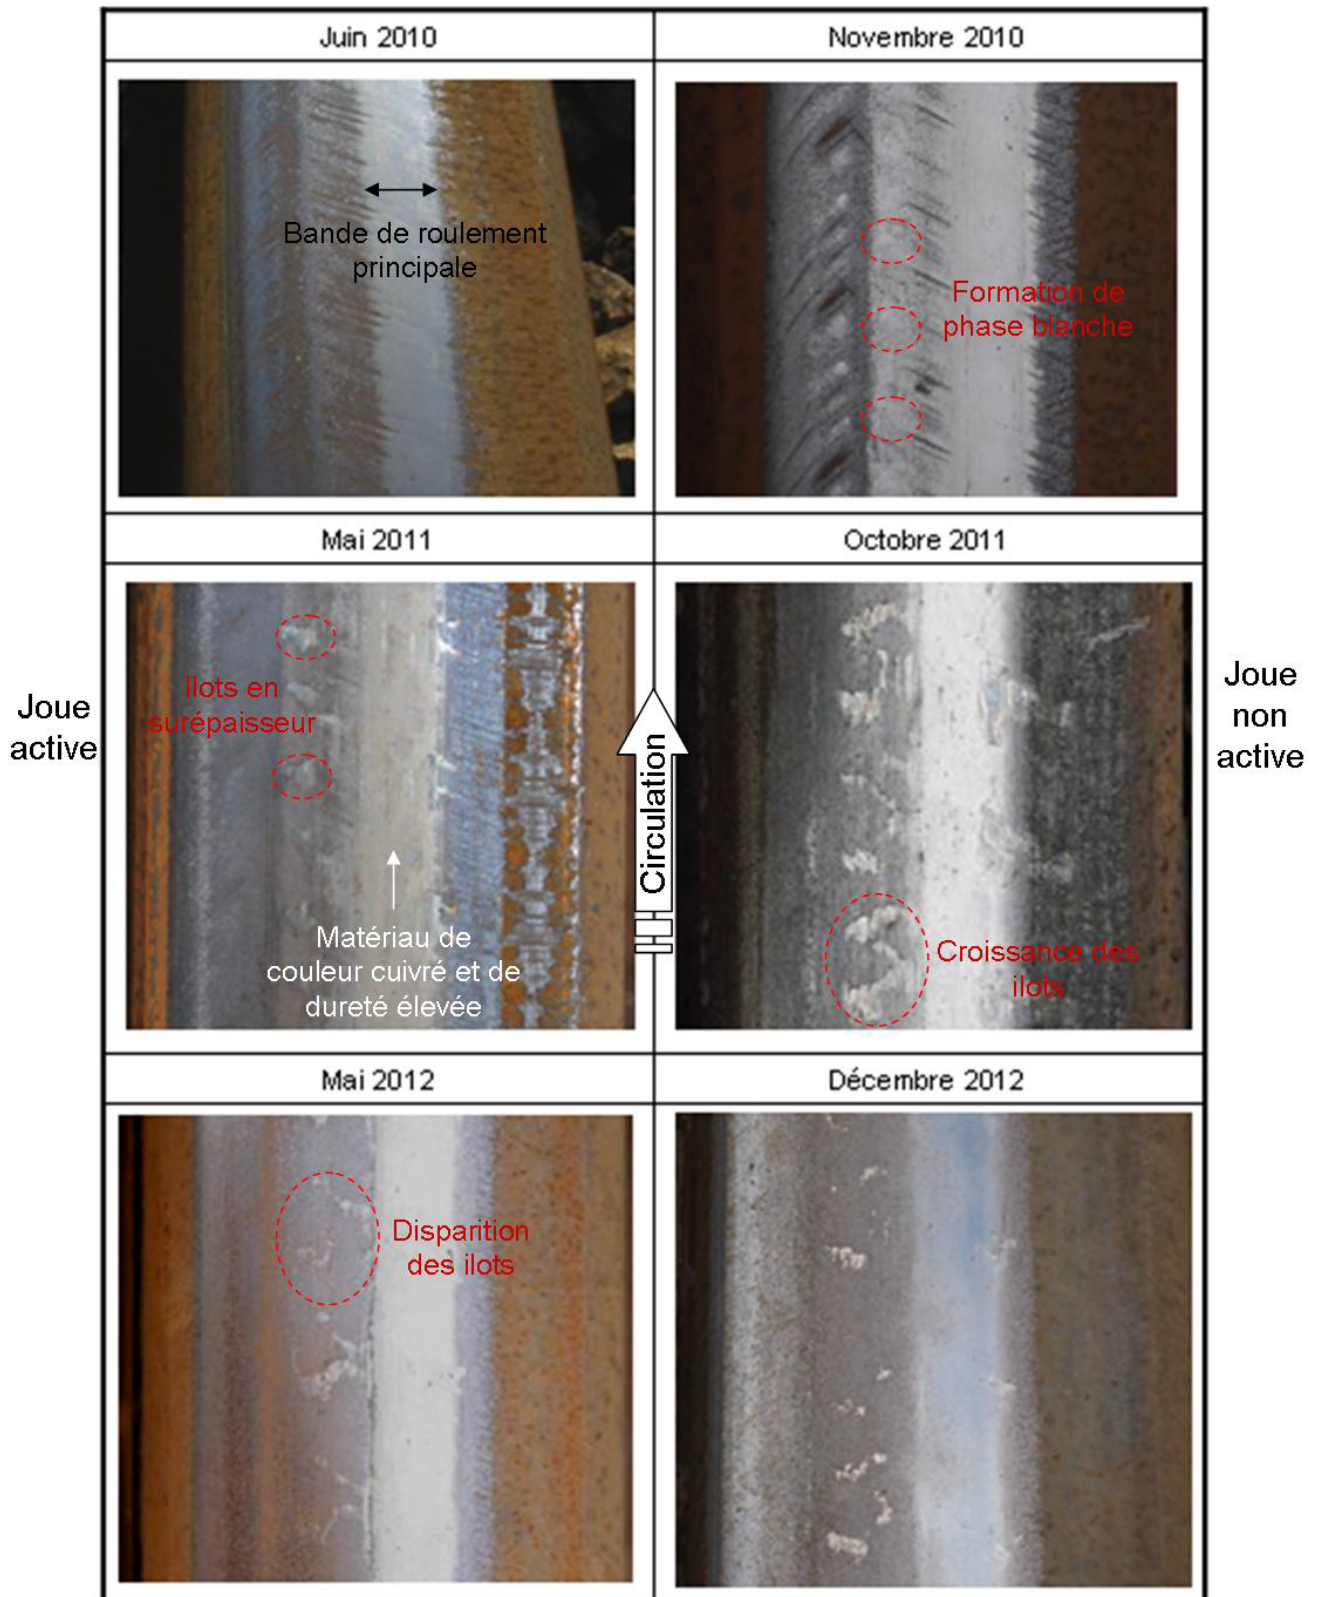 Juin 2010
Novembre 2010
Bande de roulement
principale
Formation de
phase blanche
Mai 2011
Octobre 2011
Joue
active
Ilots en
surépaisseur
Matériau de
couleur cuivré et de
dureté élevée
Circulation
Croissance des
ilots
Joue
non
active
Mai 2012
Décembre 2012
Disparition
des ilots